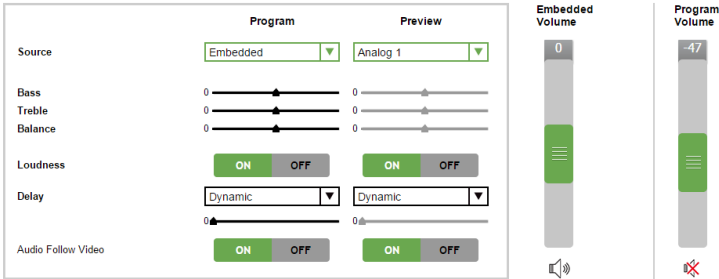 Program Preview
Source Embedded Analog 1
Bass 0 0
Treble 0 0
Balance 0 0
Loudness ON OFF ON OFF
Delay Dynamic Dynamic
0 0
Audio Follow Video ON OFF ON OFF
Embedded
Volume
0
Program
Volume
-47